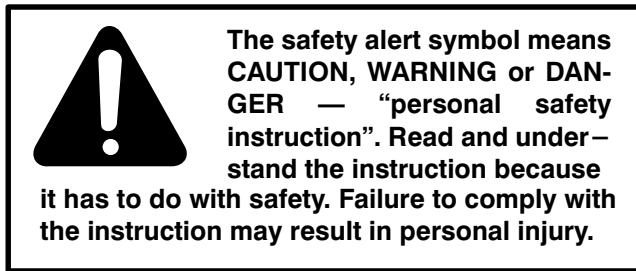 The safety alert symbol means
CAUTION, WARNING or DAN-
GER — “personal safety
instruction”. Read and under–
stand the instruction because
it has to do with safety. Failure to comply with
the instruction may result in personal injury.